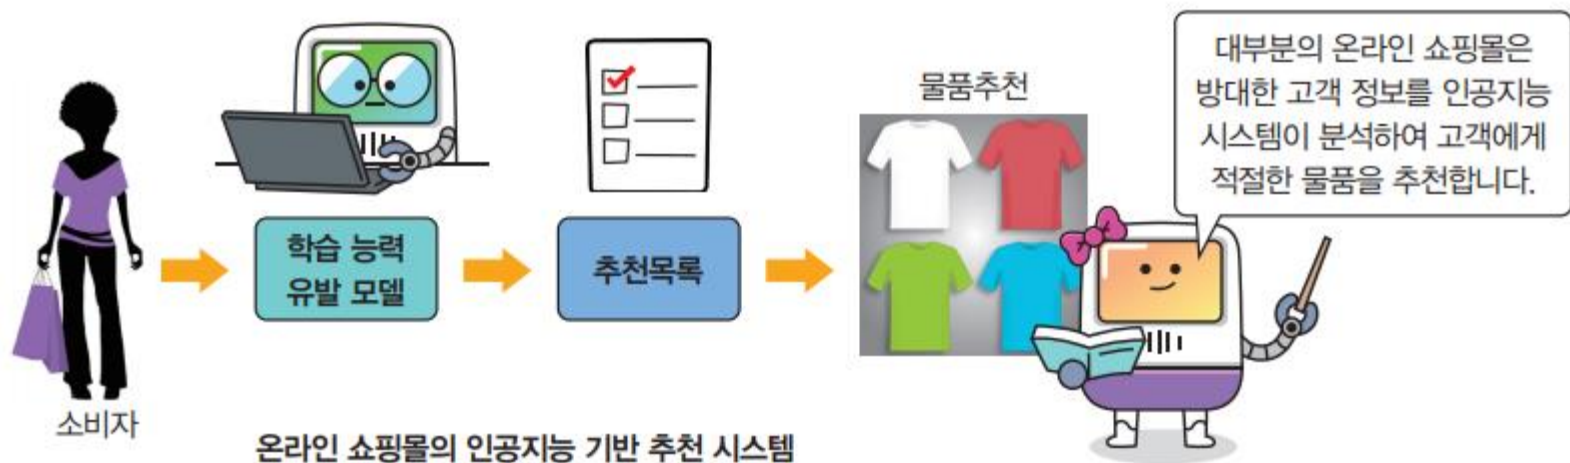 대부분의 온라인 쇼핑몰은
방대한 고객 정보를 인공지능
시스템이 분석하여 고객에게
적절한 물품을 추천합니다.
물품추천
학습 능력
유발 모델
추천목록
소비자
온라인 쇼핑몰의 인공지능 기반 추천 시스템